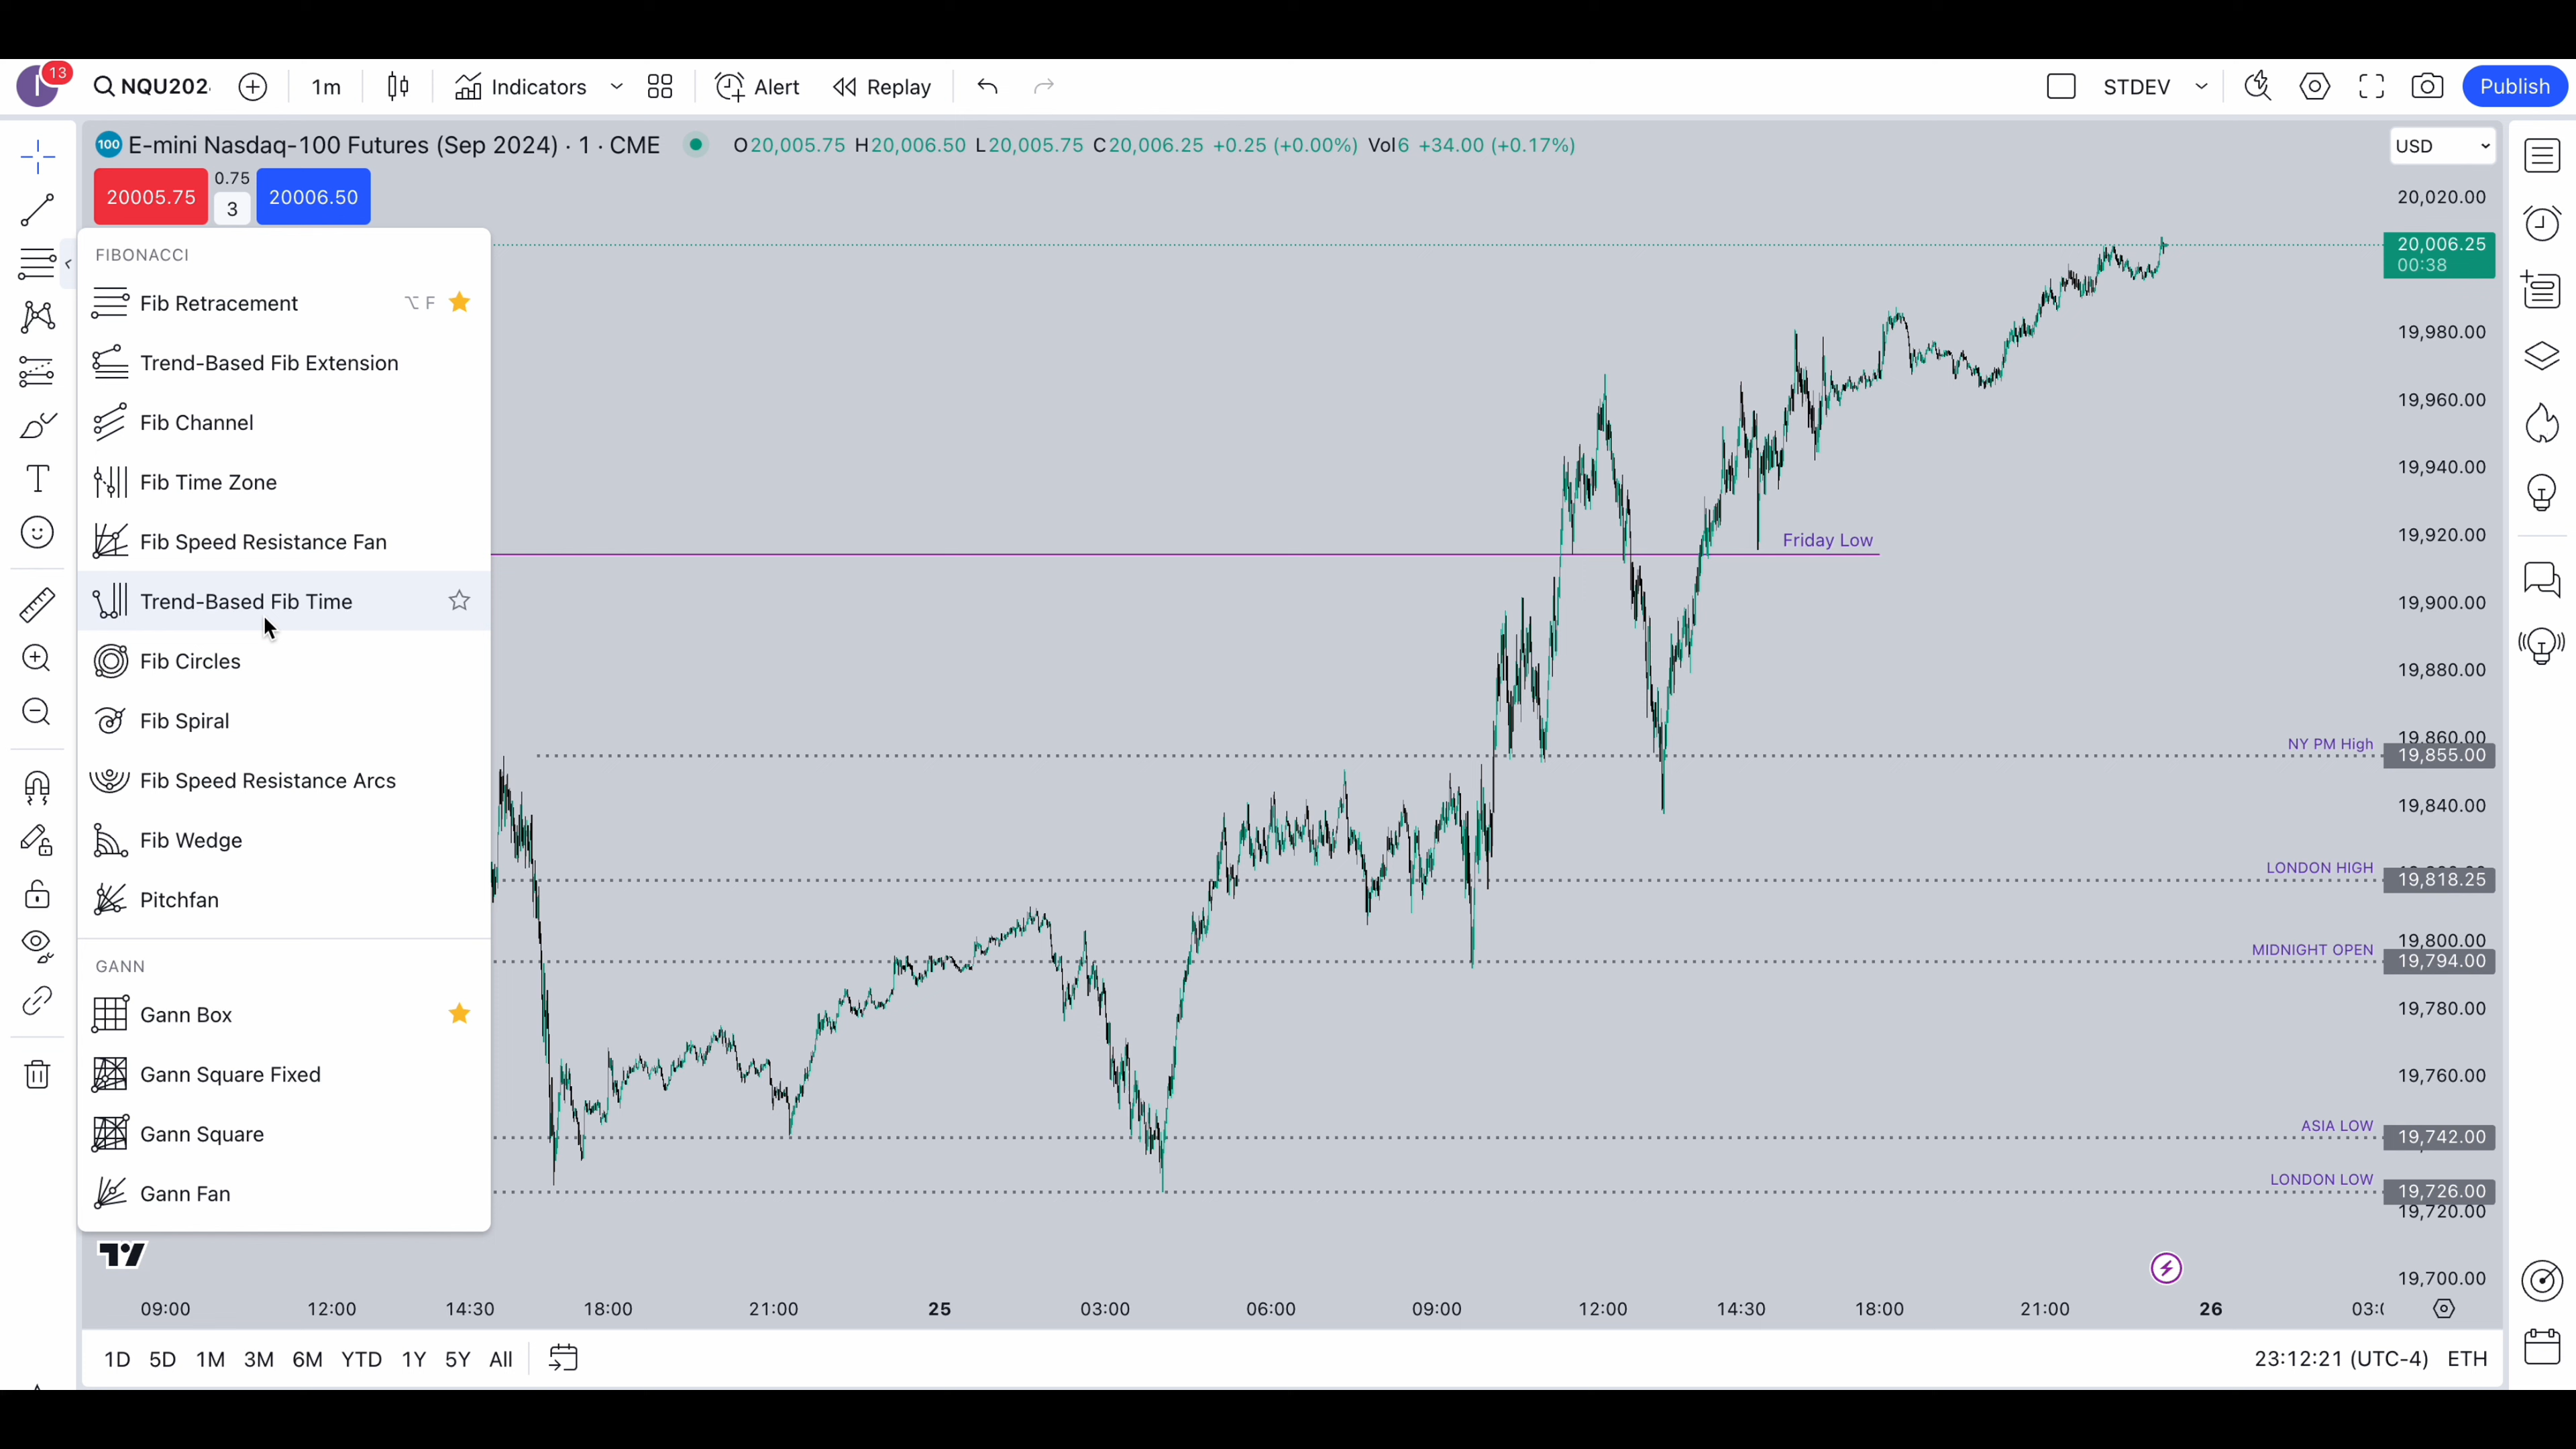 I
13
NQU202
1m
Indicators
Alert
Replay
STDEV
Publish
100 E-mini Nasdaq-100 Futures (Sep 2024) · 1 · CME O20,005.75 H20,006.50 L20,005.75 C20,006.25 +0.25 (+0.00%) Vol6 +34.00 (+0.17%)
USD
20005.75
0.75
3
20006.50
FIBONACCI
Fib Retracement ⌥ F
Trend-Based Fib Extension
Fib Channel
Fib Time Zone
Fib Speed Resistance Fan
Trend-Based Fib Time
Fib Circles
Fib Spiral
Fib Speed Resistance Arcs
Fib Wedge
Pitchfan
GANN
Gann Box
Gann Square Fixed
Gann Square
Gann Fan
Friday Low
NY PM High
LONDON HIGH
MIDNIGHT OPEN
ASIA LOW
LONDON LOW
20,020.00
20,006.25
00:38
19,980.00
19,960.00
19,940.00
19,920.00
19,900.00
19,880.00
19,860.00
19,855.00
19,840.00
19,818.25
19,800.00
19,794.00
19,780.00
19,760.00
19,742.00
19,726.00
19,720.00
19,700.00
09:00 12:00 14:30 18:00 21:00 25 03:00 06:00 09:00 12:00 14:30 18:00 21:00 26 03:
1D 5D 1M 3M 6M YTD 1Y 5Y All
23:12:21 (UTC-4) ETH